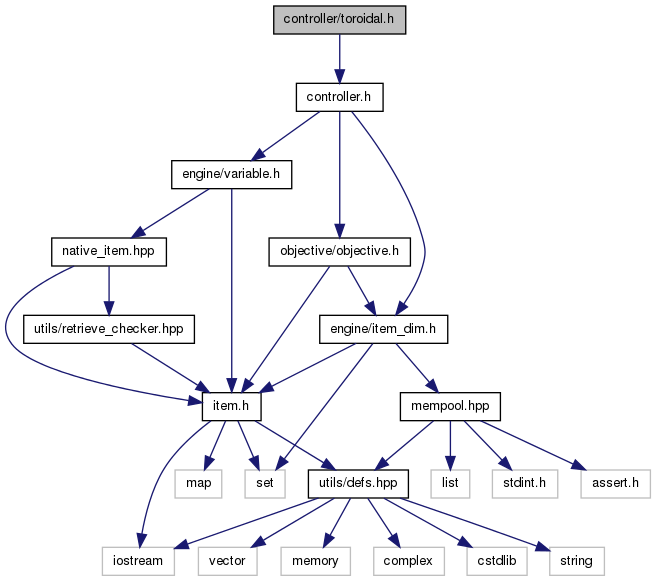 controller/toroidal.h
controller.h
engine/variable.h
native_item.hpp
objective/objective.h
utils/retrieve_checker.hpp
engine/item_dim.h
item.h
mempool.hpp
map
set
utils/defs.hpp
list
stdint.h
assert.h
iostream
vector
memory
complex
cstdlib
string